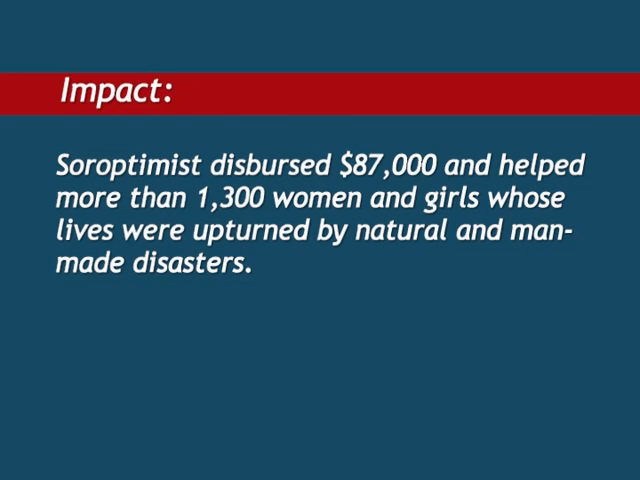 Impact:
Soroptimist disbursed $87,000 and helped
more than 1,300 women and girls whose
lives were upturned by natural and man-
made disasters.